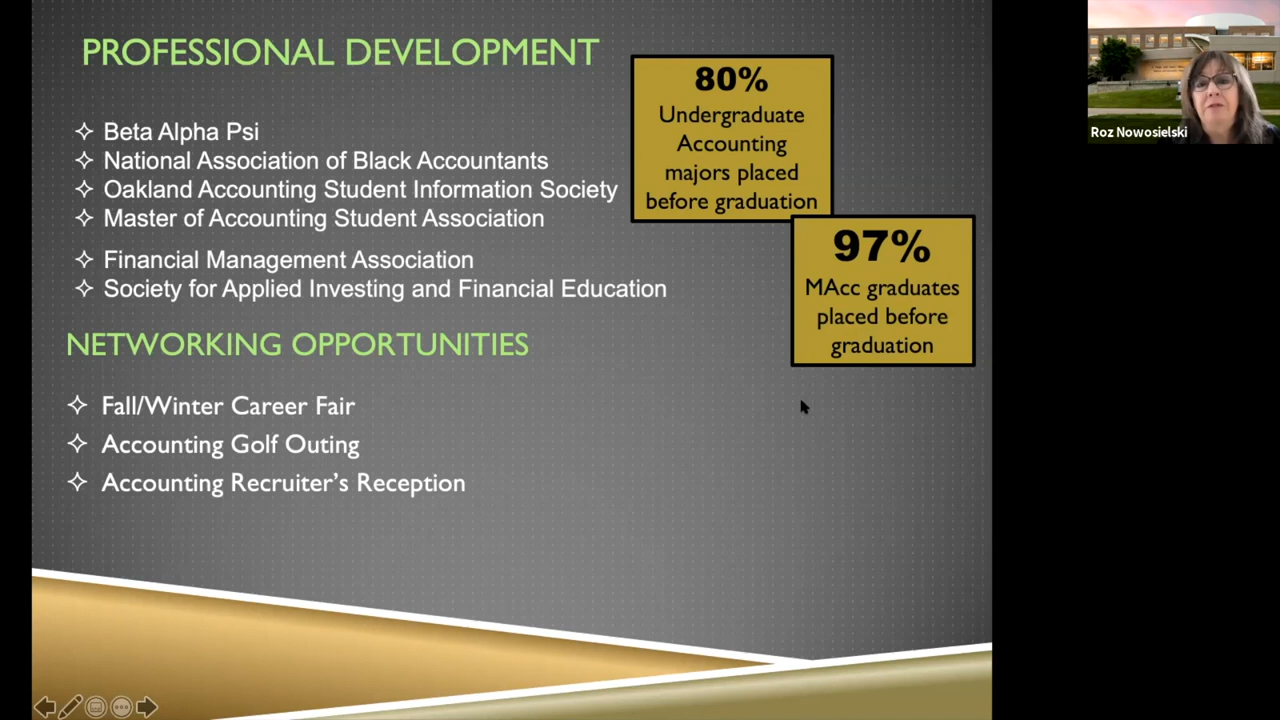 PROFESSIONAL DEVELOPMENT
✧ Beta Alpha Psi
✧ National Association of Black Accountants
✧ Oakland Accounting Student Information Society
✧ Master of Accounting Student Association
✧ Financial Management Association
✧ Society for Applied Investing and Financial Education
80%
Undergraduate
Accounting
majors placed
before graduation
97%
MAcc graduates
placed before
graduation
NETWORKING OPPORTUNITIES
✧ Fall/Winter Career Fair
✧ Accounting Golf Outing
✧ Accounting Recruiter’s Reception
Roz Nowosielski